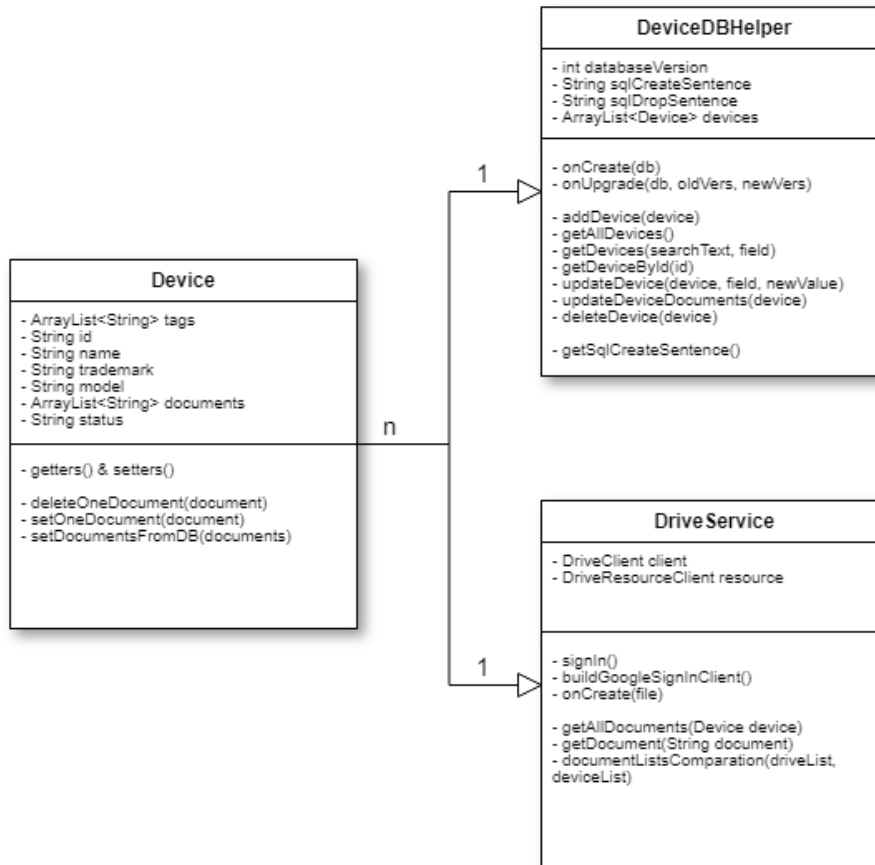 DeviceDBHelper
- int databaseVersion
- String sqlCreateSentence
- String sqlDropSentence
- ArrayList<Device> devices
- onCreate(db)
- onUpgrade(db, oldVers, newVers)
- addDevice(device)
- getAllDevices()
- getDevices(searchText, field)
- getDeviceById(id)
- updateDevice(device, field, newValue)
- updateDeviceDocuments(device)
- deleteDevice(device)
- getSqlCreateSentence()
1
Device
- ArrayList<String> tags
- String id
- String name
- String trademark
- String model
- ArrayList<String> documents
- String status
- getters() & setters()
- deleteOneDocument(document)
- setOneDocument(document)
- setDocumentsFromDB(documents)
n
1
DriveService
- DriveClient client
- DriveResourceClient resource
- signIn()
- buildGoogleSignInClient()
- onCreate(file)
- getAllDocuments(Device device)
- getDocument(String document)
- documentListsComparation(driveList,
deviceList)